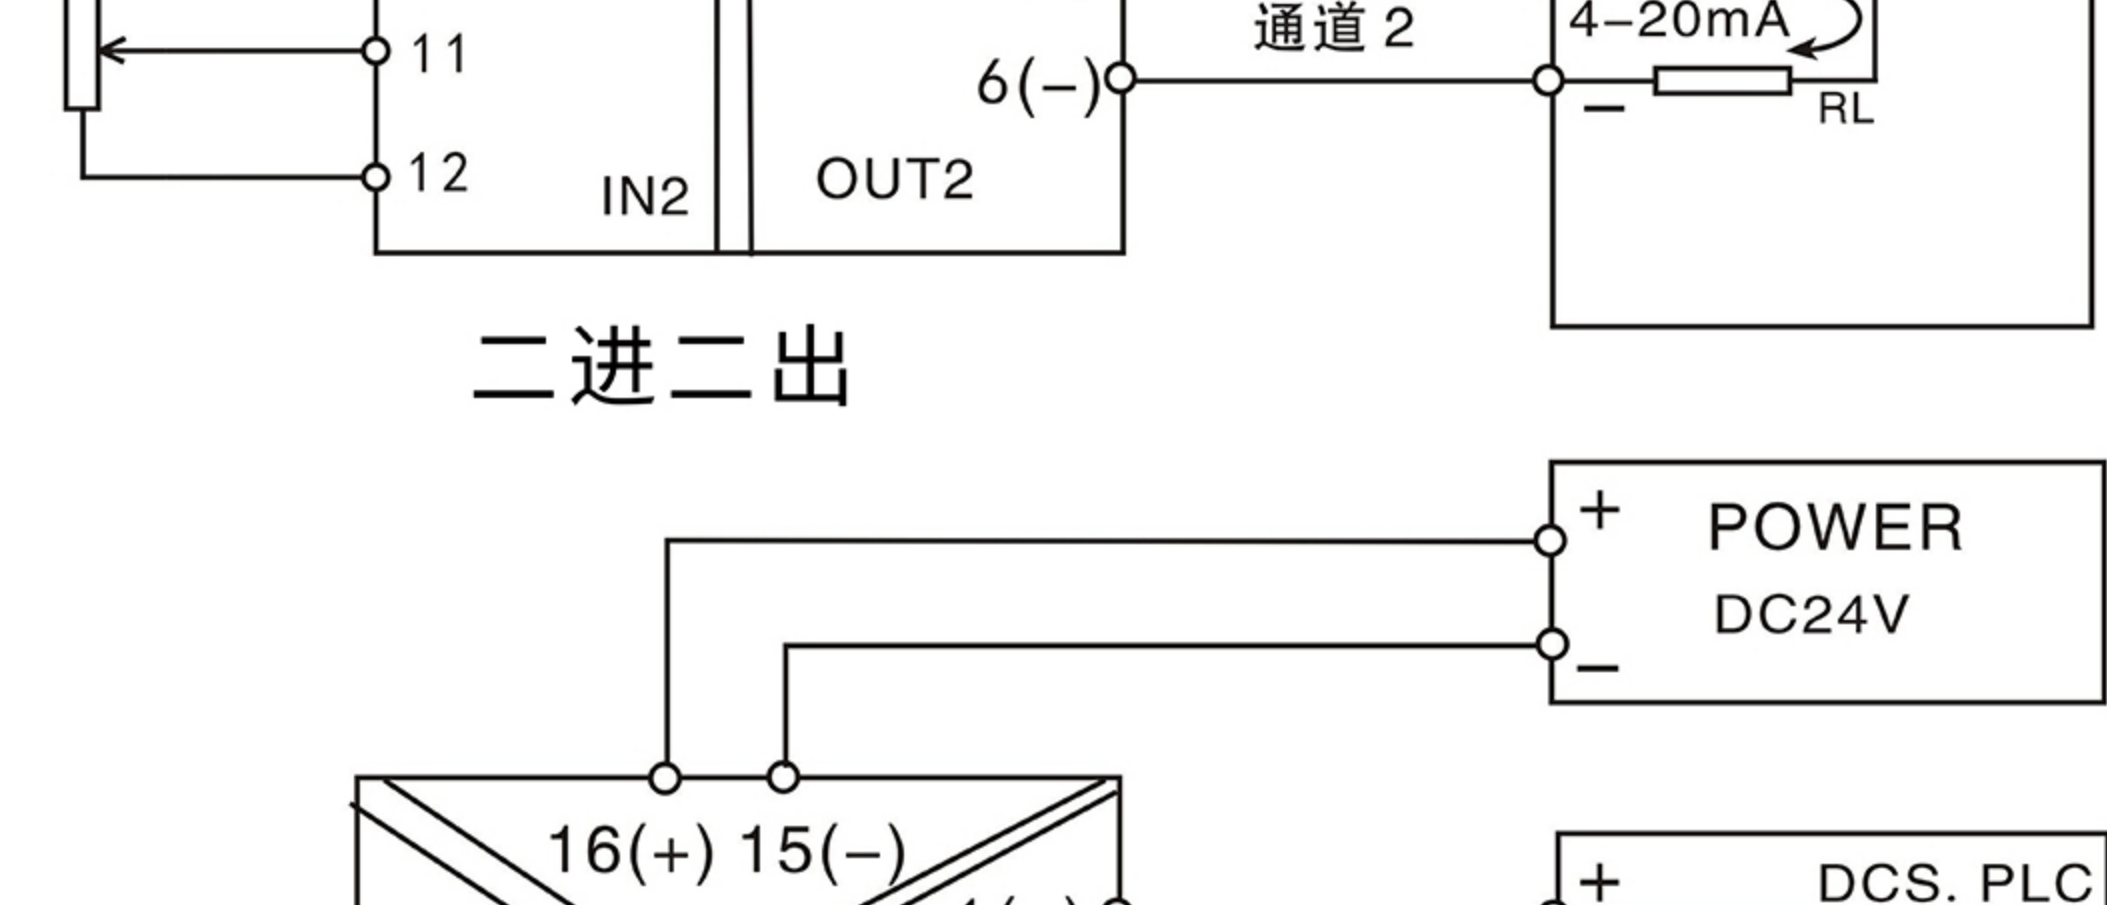 11
通道 2
4-20mA
6(-)
-
RL
12
IN2
OUT2
二进二出
+
POWER
DC24V
-
16(+) 15(-)
+
DCS. PLC